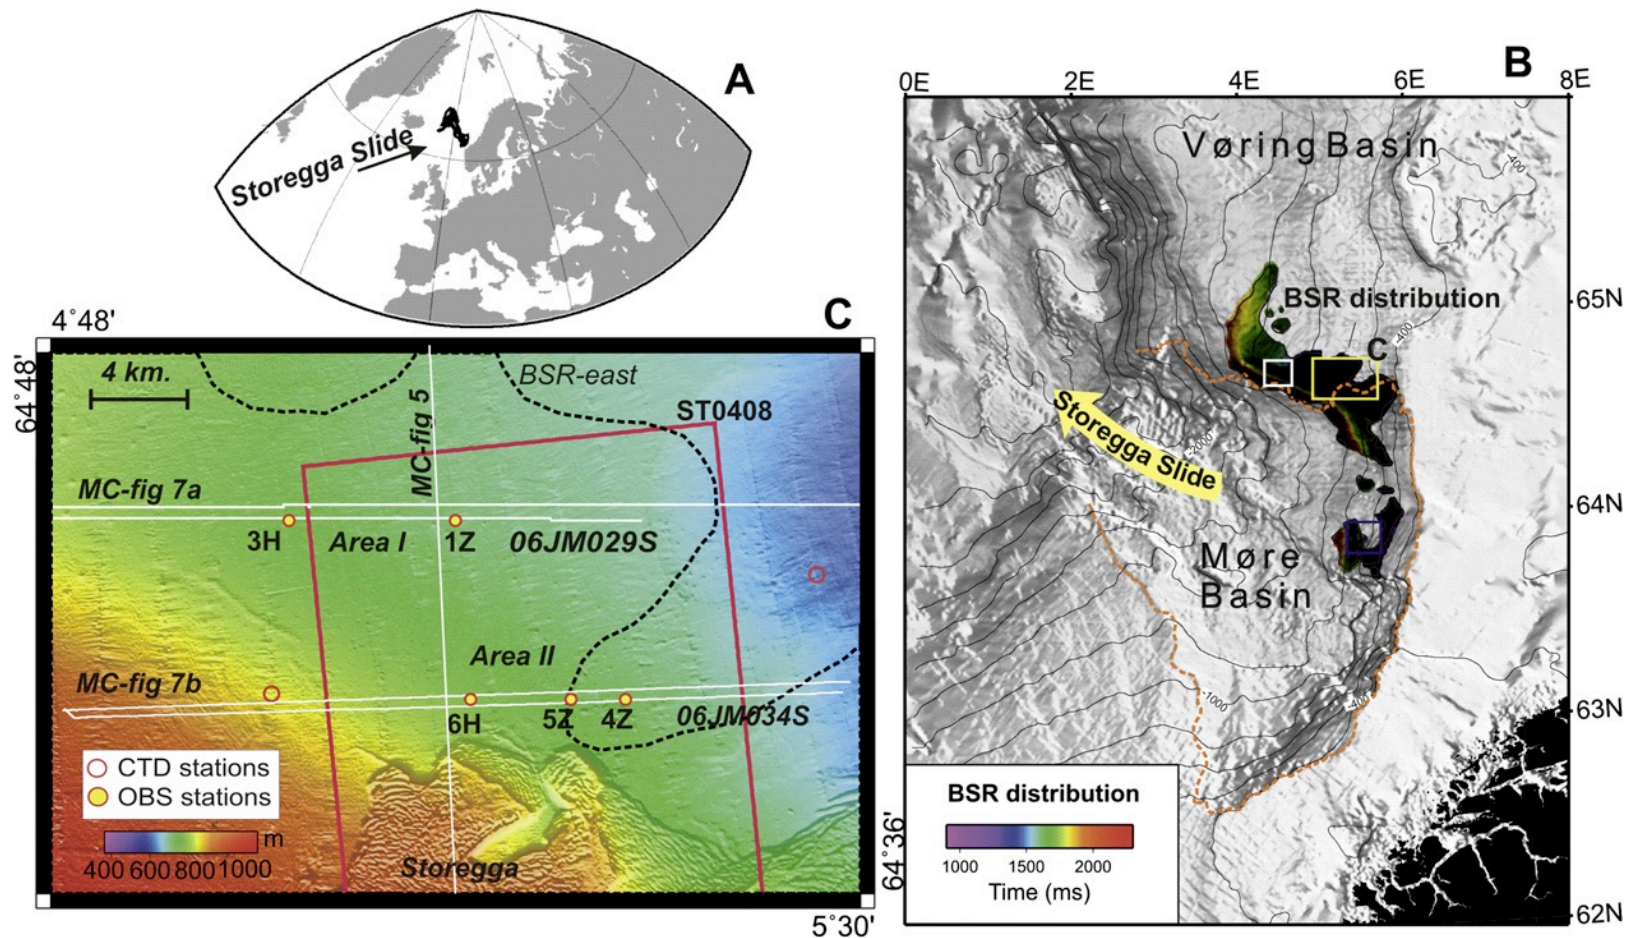 A
Storegga Slide
B
0E
2E
4E
6E
8E
Vøring Basin
-400
65N
BSR distribution
-400
C
Storegga Slide
-2000
64N
Møre
Basin
-1000
-400
63N
BSR distribution
1000
1500
2000
Time (ms)
62N
C
4°48'
64°48'
4 km.
BSR-east
MC-fig 5
ST0408
MC-fig 7a
3H
Area I
1Z
06JM029S
Area II
MC-fig 7b
6H
5Z
4Z
06JM034S
CTD stations
OBS stations
m
400 600 800 1000
Storegga
64°36'
5°30'